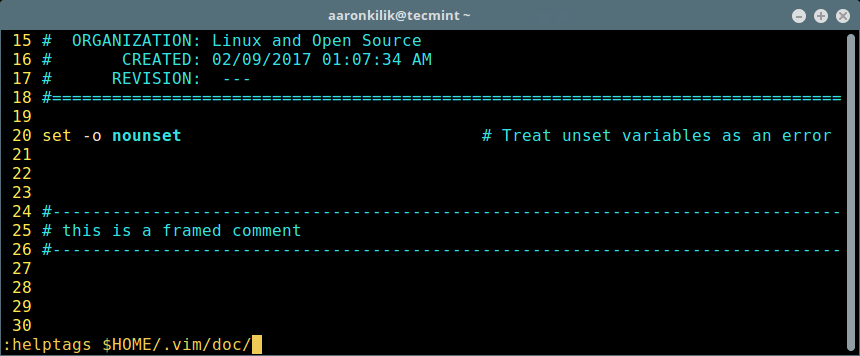 aaronkilik@tecmint ~
15 #  ORGANIZATION: Linux and Open Source
16 #       CREATED: 02/09/2017 01:07:34 AM
17 #      REVISION:  ---
18 #===============================================================================
19
20 set -o nounset                              # Treat unset variables as an error
21
22
23
24 #-------------------------------------------------------------------------------
25 # this is a framed comment
26 #-------------------------------------------------------------------------------
27
28
29
30
:helptags $HOME/.vim/doc/